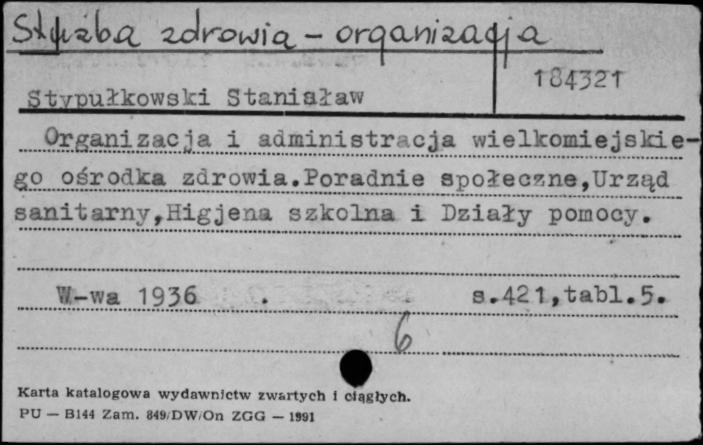 Służba zdrowia – organizacja
184321
Stypułkowski Stanisław
Organizacja i administracja wielkomiejskie-
go ośrodka zdrowia.Poradnie społeczne,Urząd
sanitarny,Higjena szkolna i Działy pomocy.
W-wa 1936 . s.421,tabl.5.
6
Karta katalogowa wydawnictw zwartych i ciągłych.
PU — B144 Zam. 849/DW/On ZGG — 1991